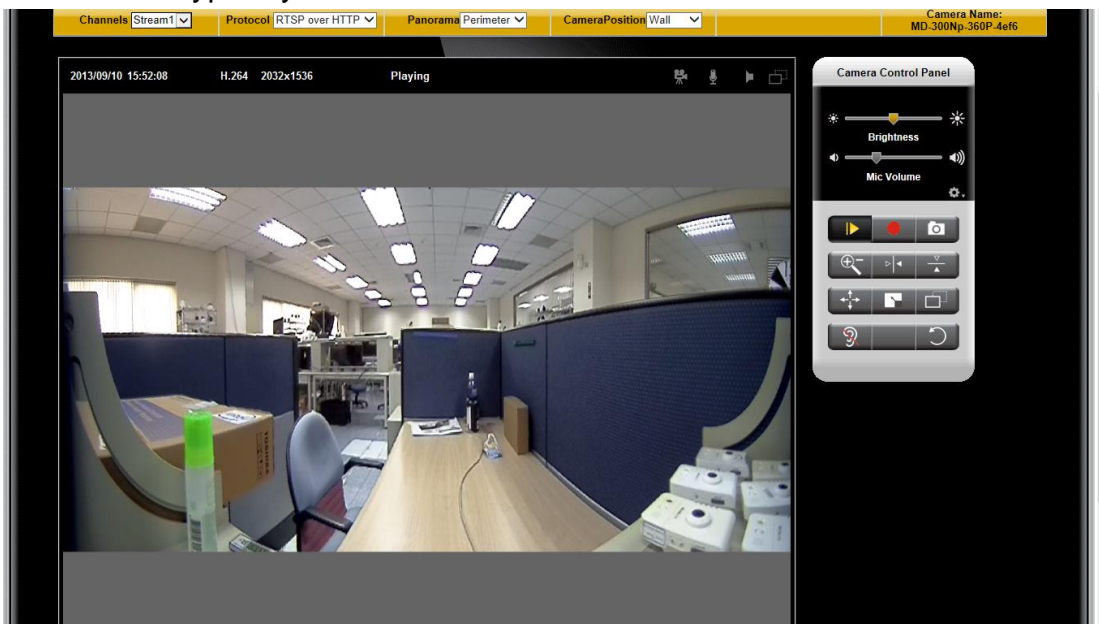 Channels Stream1 Protocol RTSP over HTTP Panorama Perimeter CameraPosition Wall Camera Name:
MD-300Np-360P-4ef6
2013/09/10 15:52:08 H.264 2032x1536 Playing
Camera Control Panel
Brightness
Mic Volume
TOSHIBA